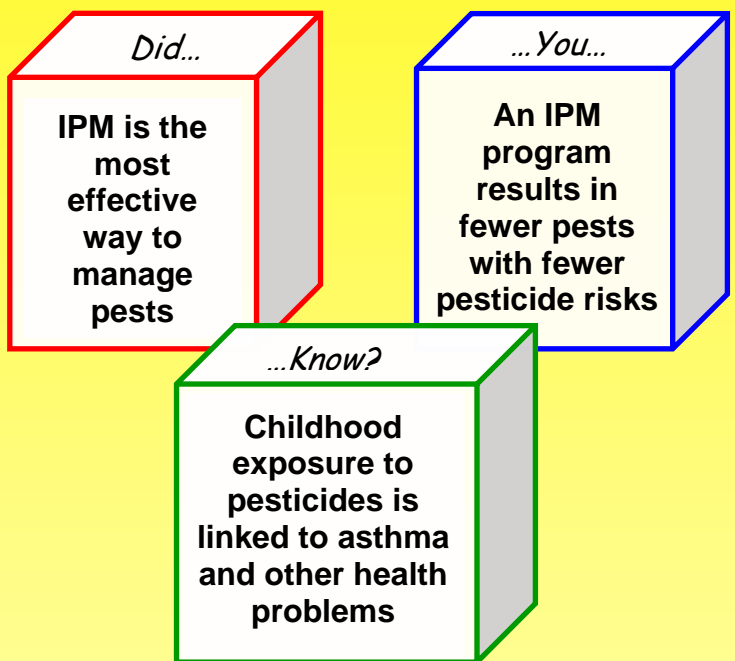 Did...
IPM is the
most
effective
way to
manage
pests
...You...
An IPM
program
results in
fewer pests
with fewer
pesticide risks
...Know?
Childhood
exposure to
pesticides is
linked to asthma
and other health
problems